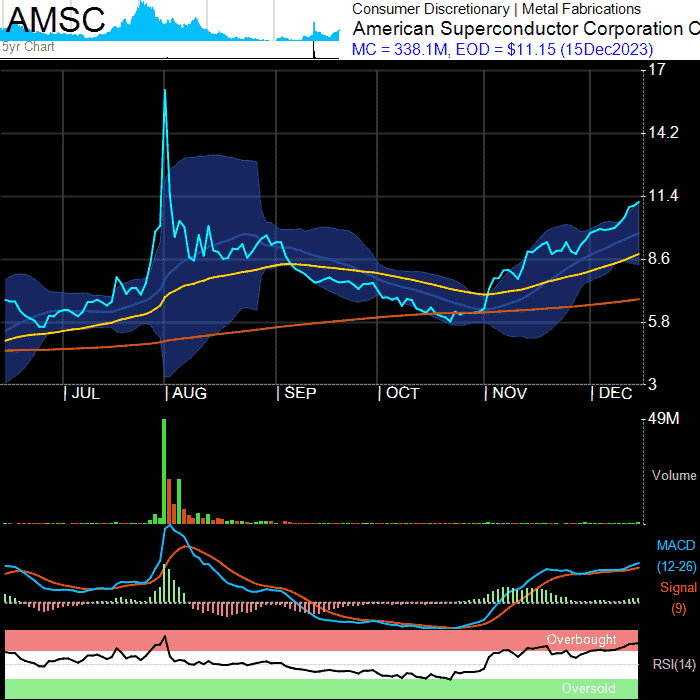 AMSC
5yr Chart
Consumer Discretionary | Metal Fabrications
American Superconductor Corporation C
MC = 338.1M, EOD = $11.15 (15Dec2023)
17
14.2
11.4
8.6
5.8
3
JUL
AUG
SEP
OCT
NOV
DEC
49M
Volume
MACD
(12-26)
Signal
(9)
Overbought
RSI(14)
Oversold